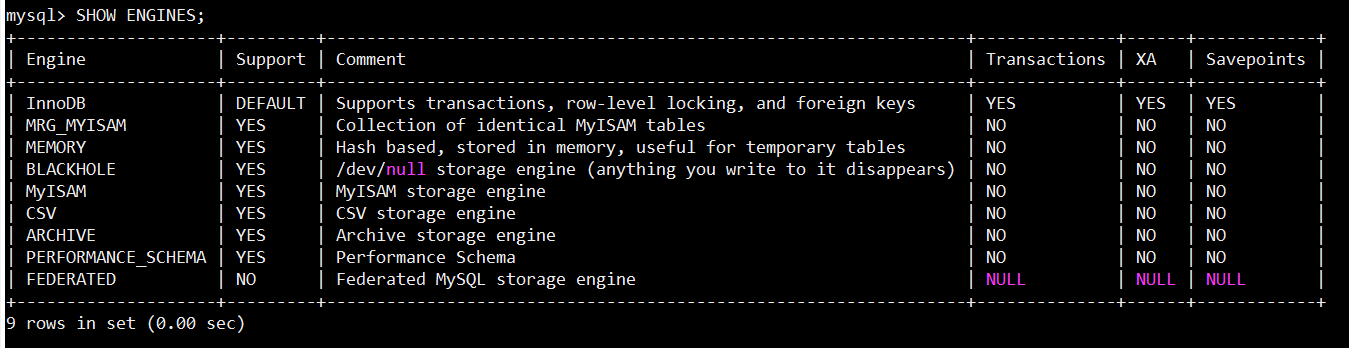 mysql> SHOW ENGINES;
+--------------------+---------+----------------------------------------------------------------+--------------+------+------------+
| Engine             | Support | Comment                                                        | Transactions | XA   | Savepoints |
+--------------------+---------+----------------------------------------------------------------+--------------+------+------------+
| InnoDB             | DEFAULT | Supports transactions, row-level locking, and foreign keys     | YES          | YES  | YES        |
| MRG_MYISAM         | YES     | Collection of identical MyISAM tables                          | NO           | NO   | NO         |
| MEMORY             | YES     | Hash based, stored in memory, useful for temporary tables      | NO           | NO   | NO         |
| BLACKHOLE          | YES     | /dev/null storage engine (anything you write to it disappears) | NO           | NO   | NO         |
| MyISAM             | YES     | MyISAM storage engine                                          | NO           | NO   | NO         |
| CSV                | YES     | CSV storage engine                                             | NO           | NO   | NO         |
| ARCHIVE            | YES     | Archive storage engine                                         | NO           | NO   | NO         |
| PERFORMANCE_SCHEMA | YES     | Performance Schema                                             | NO           | NO   | NO         |
| FEDERATED          | NO      | Federated MySQL storage engine                                 | NULL         | NULL | NULL       |
+--------------------+---------+----------------------------------------------------------------+--------------+------+------------+
9 rows in set (0.00 sec)